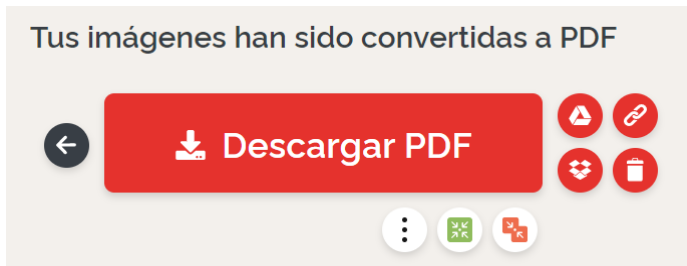 Tus imágenes han sido convertidas a PDF
Descargar PDF